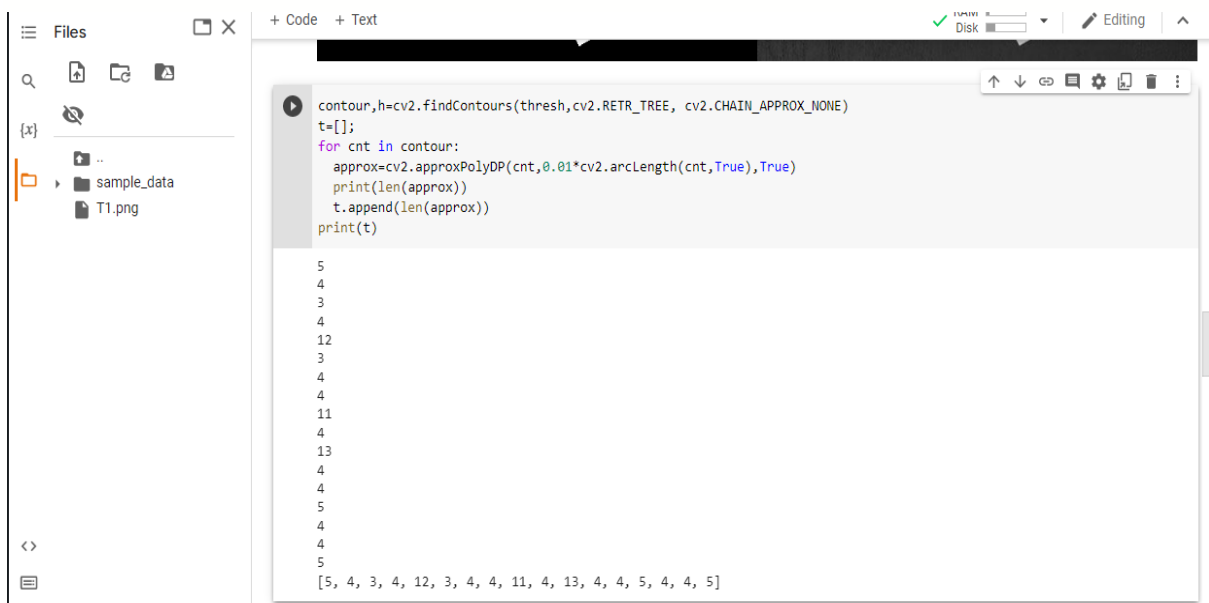 Files
+ Code + Text
RAM
Disk
Editing
{x}
..
sample_data
T1.png
contour,h=cv2.findContours(thresh,cv2.RETR_TREE, cv2.CHAIN_APPROX_NONE)
t=[];
for cnt in contour:
  approx=cv2.approxPolyDP(cnt,0.01*cv2.arcLength(cnt,True),True)
  print(len(approx))
  t.append(len(approx))
print(t)
5
4
3
4
12
3
4
4
11
4
13
4
4
5
4
4
5
[5, 4, 3, 4, 12, 3, 4, 4, 11, 4, 13, 4, 4, 5, 4, 4, 5]